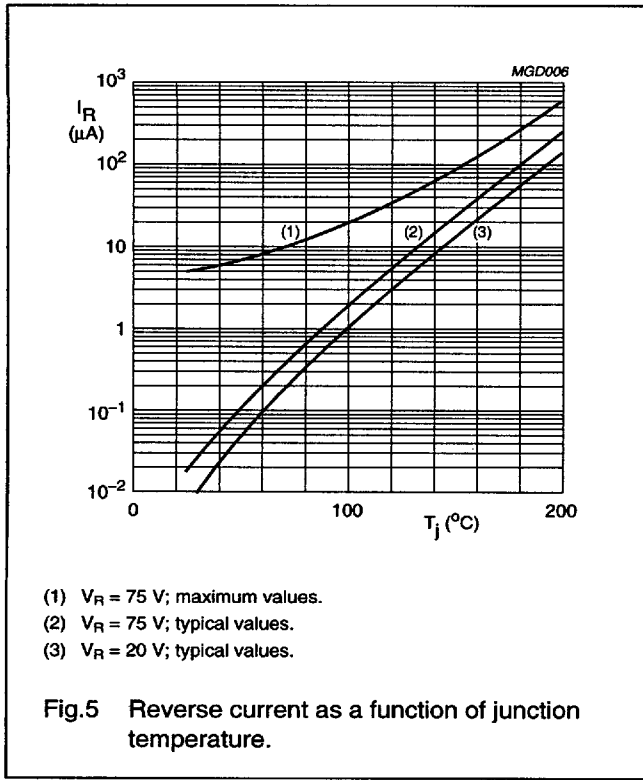 MGD006
10³
I_R
(μA)
10²
(1)
(2)
(3)
10
1
10⁻¹
10⁻²
0
100
200
T_j (°C)
(1) V_R = 75 V; maximum values.
(2) V_R = 75 V; typical values.
(3) V_R = 20 V; typical values.
Fig.5 Reverse current as a function of junction
temperature.